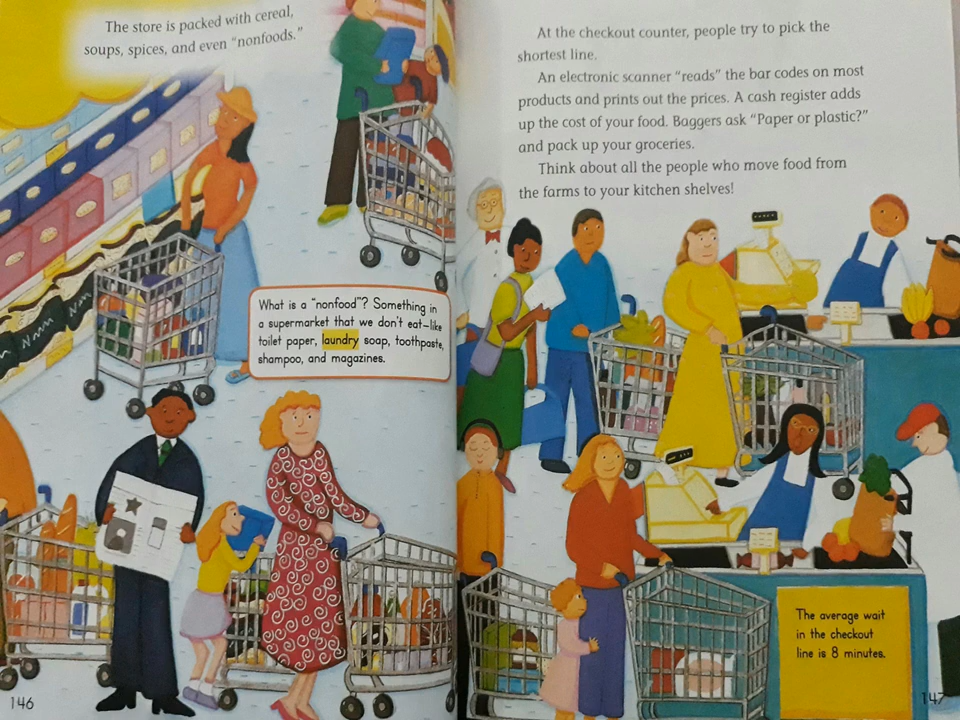 The store is packed with cereal,
soups, spices, and even “nonfoods.”
What is a “nonfood”? Something in
a supermarket that we don't eat–like
toilet paper, laundry soap, toothpaste,
shampoo, and magazines.
146
At the checkout counter, people try to pick the
shortest line.
An electronic scanner “reads” the bar codes on most
products and prints out the prices. A cash register adds
up the cost of your food. Baggers ask “Paper or plastic?”
and pack up your groceries.
Think about all the people who move food from
the farms to your kitchen shelves!
The average wait
in the checkout
line is 8 minutes.
147